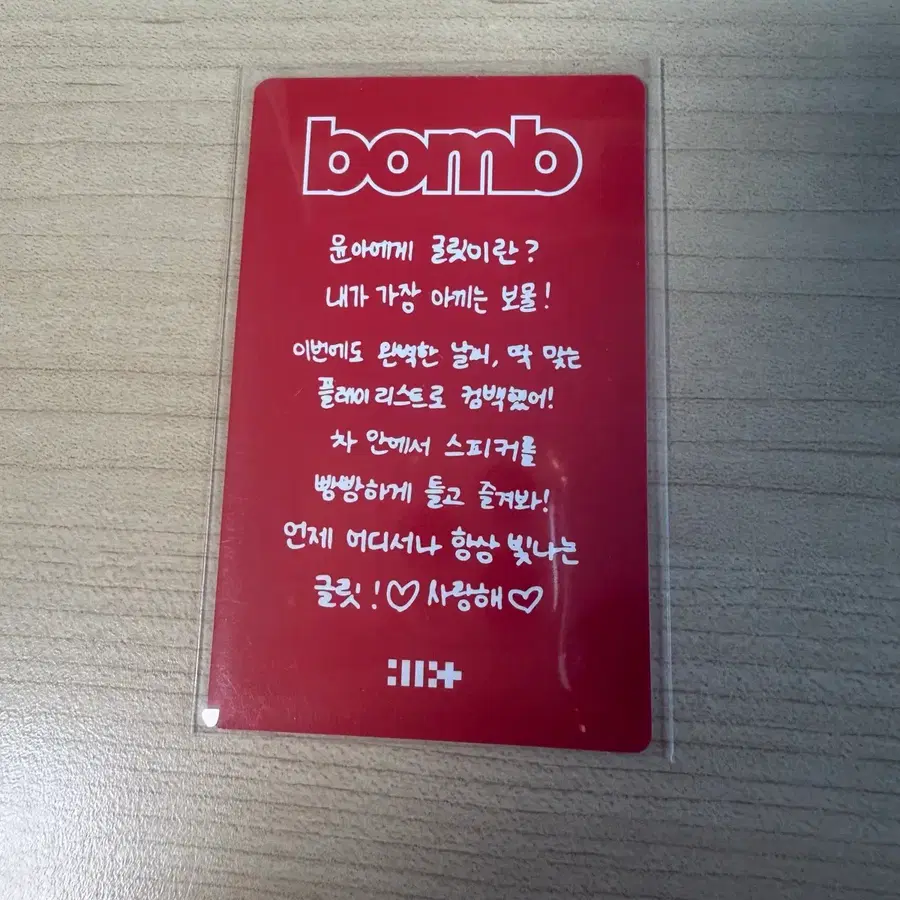 bomb
윤아에게 글릿이란?
내가 가장 아끼는 보물!
이번에도 완벽한 날씨, 딱 맞는
플레이리스트로 컴백했어!
차 안에서 스피커를
빵빵하게 틀고 즐겨봐!
언제 어디서나 항상 빛나는
글릿!♡사랑해♡